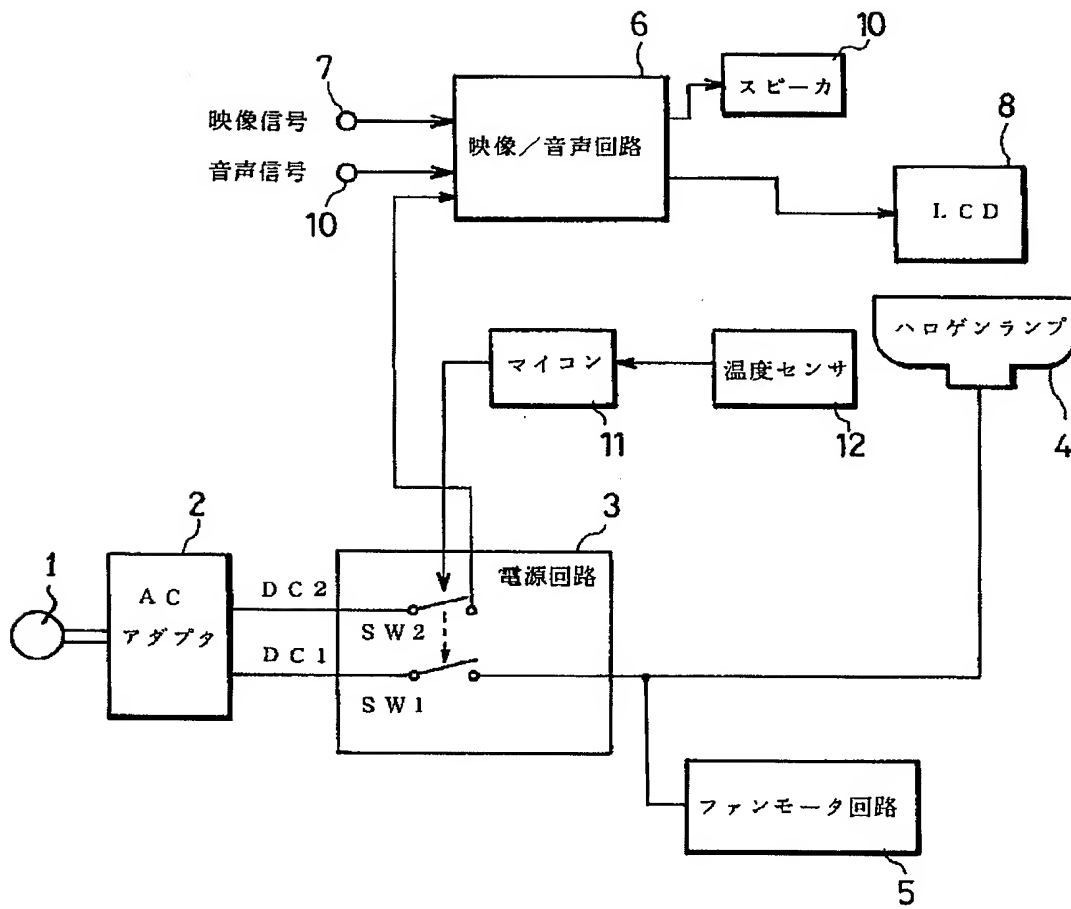 6
10
スピーカ
7
映像信号
映像/音声回路
8
音声信号
10
LCD
ハロゲンランプ
マイコン
温度センサ
11
12
4
2
3
電源回路
1
AC
アダプタ
DC2
SW2
DC1
SW1
ファンモータ回路
5